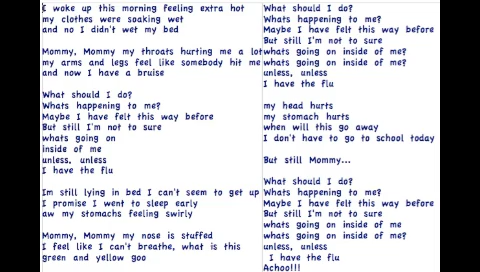 I woke up this morning feeling extra hot
my clothes were soaking wet
and no I didn't wet my bed
Mommy, Mommy my throats hurting me a lot
my arms and legs feel like somebody hit me
and now I have a bruise
What should I do?
Whats happening to me?
Maybe I have felt this way before
But still I'm not to sure
whats going on
inside of me
unless, unless
I have the flu
Im still lying in bed I can't seem to get up
I promise I went to sleep early
aw my stomachs feeling swirly
Mommy, Mommy my nose is stuffed
I feel like I can't breathe, what is this
green and yellow goo
What should I do?
Whats happening to me?
Maybe I have felt this way before
But still I'm not to sure
whats going on inside of me?
whats going on inside of me?
unless, unless
I have the flu
my head hurts
my stomach hurts
when will this go away
I don't have to go to school today
But still Mommy...
What should I do?
Whats happening to me?
Maybe I have felt this way before
But still I'm not to sure
whats going on inside of me
whats going on inside of me?
unless, unless
I have the flu
Achoo!!!